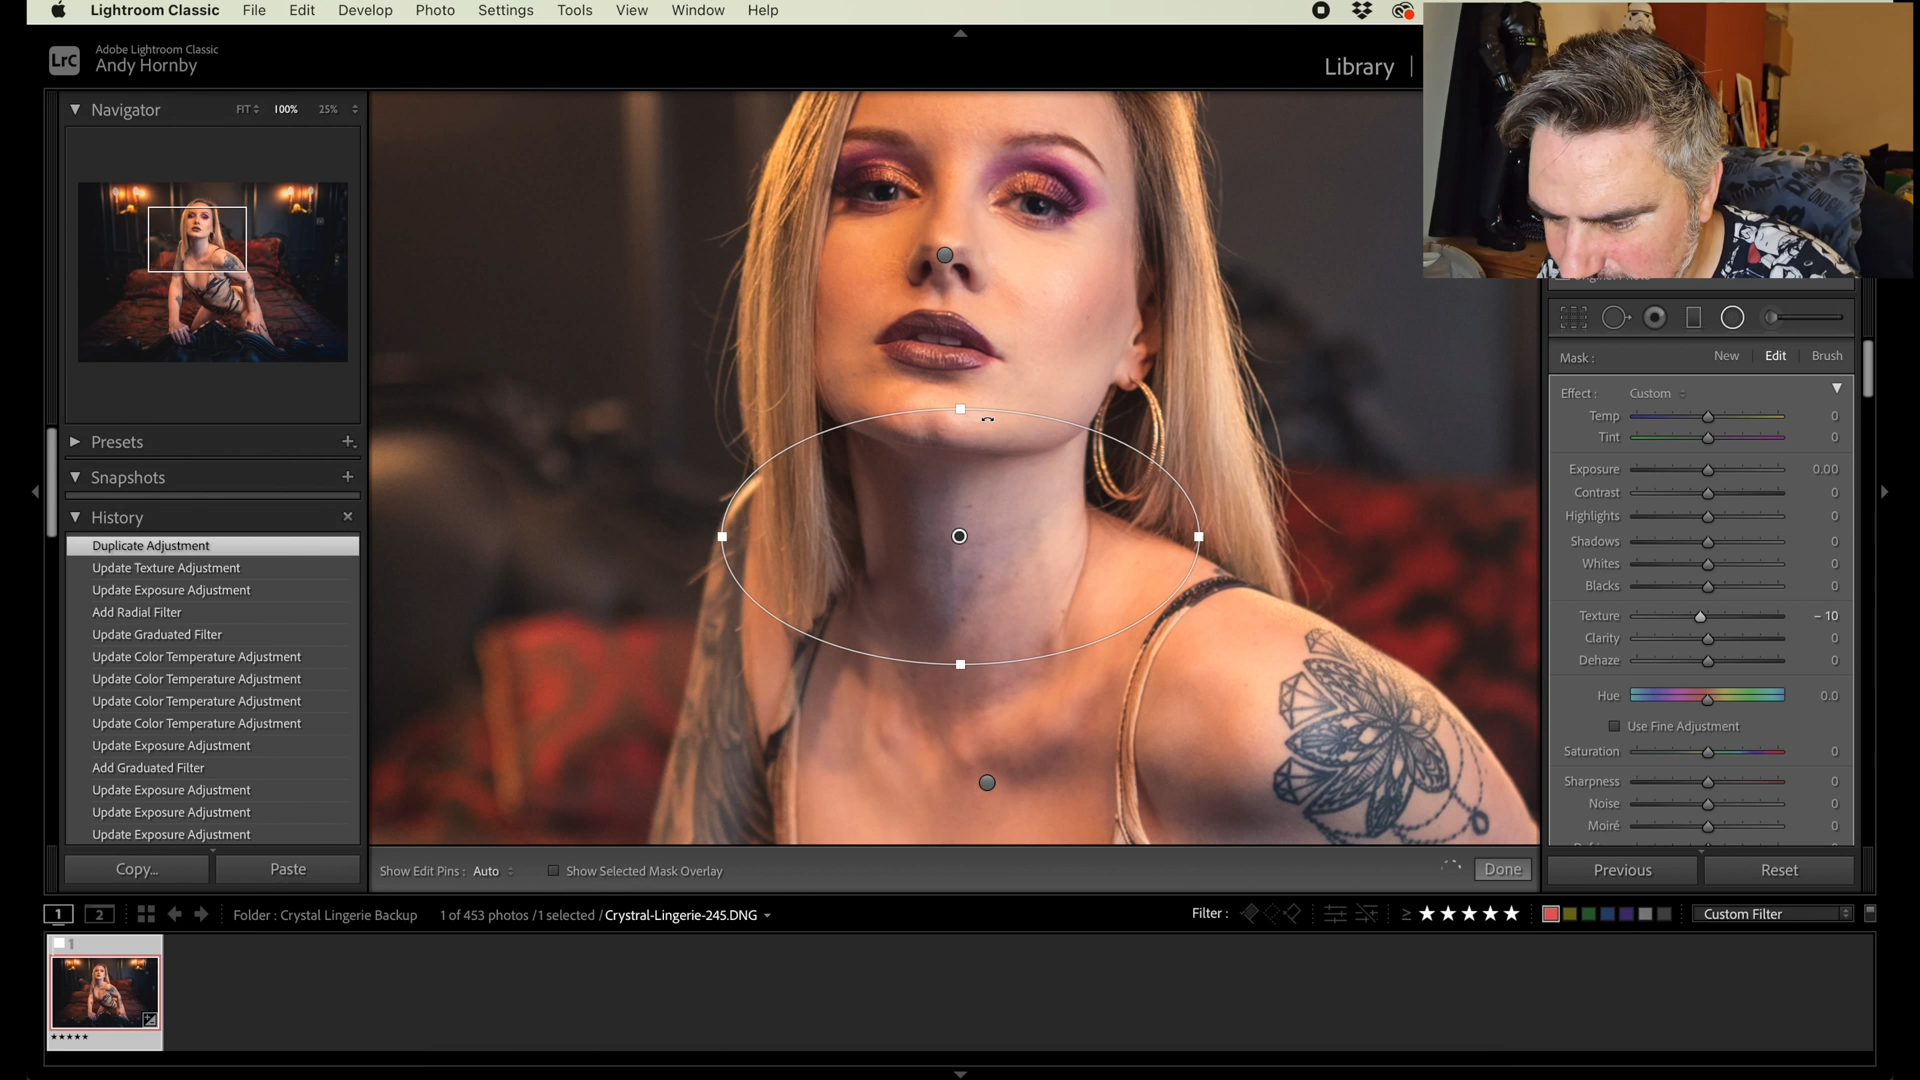 Lightroom Classic File Edit Develop Photo Settings Tools View Window Help
LrC Adobe Lightroom Classic
Andy Hornby
Library |
Navigator FIT 100% 25%
Presets
Snapshots
History
Duplicate Adjustment
Update Texture Adjustment
Update Exposure Adjustment
Add Radial Filter
Update Graduated Filter
Update Color Temperature Adjustment
Update Color Temperature Adjustment
Update Color Temperature Adjustment
Update Color Temperature Adjustment
Update Exposure Adjustment
Add Graduated Filter
Update Exposure Adjustment
Update Exposure Adjustment
Update Exposure Adjustment
Copy... Paste
Show Edit Pins : Auto Show Selected Mask Overlay Done
Mask : New Edit Brush
Effect : Custom
Temp 0
Tint 0
Exposure 0.00
Contrast 0
Highlights 0
Shadows 0
Whites 0
Blacks 0
Texture – 10
Clarity 0
Dehaze 0
Hue 0.0
Use Fine Adjustment
Saturation 0
Sharpness 0
Noise 0
Moiré 0
Previous Reset
1 2 Folder : Crystal Lingerie Backup 1 of 453 photos /1 selected / Crystral-Lingerie-245.DNG Filter : ≥ ★★★★★ Custom Filter
1
★★★★★